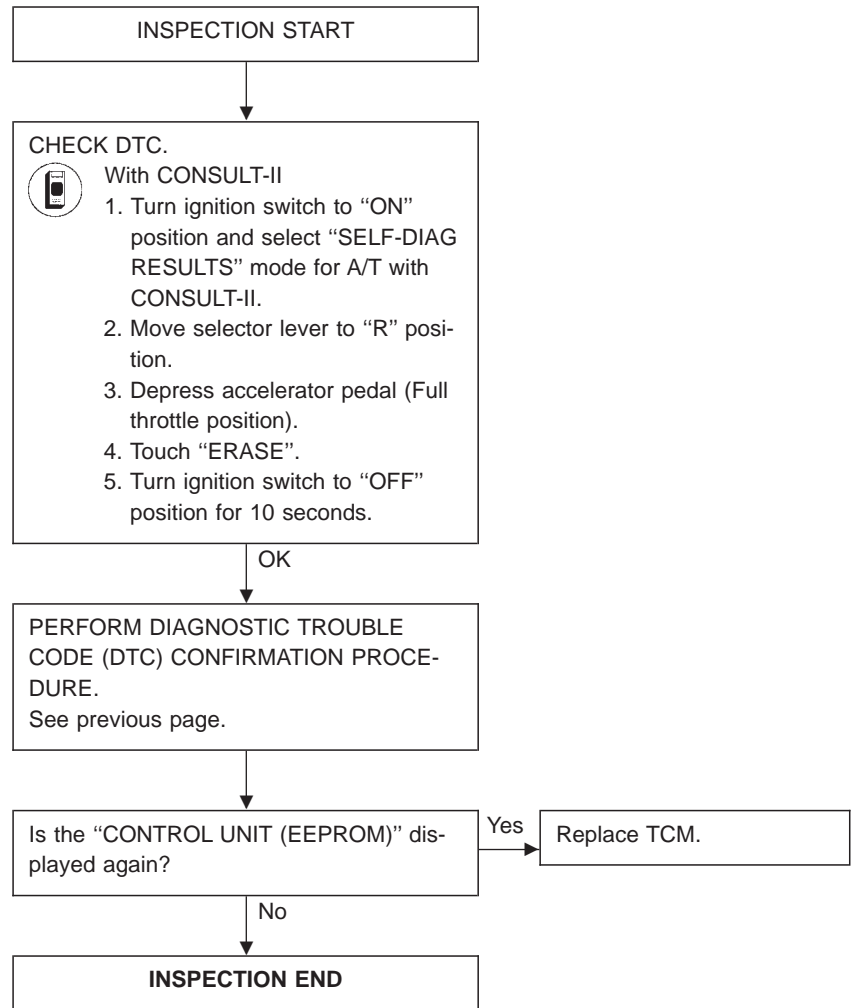 INSPECTION START
CHECK DTC.
With CONSULT-II
1. Turn ignition switch to ‘‘ON’’
position and select ‘‘SELF-DIAG
RESULTS’’ mode for A/T with
CONSULT-II.
2. Move selector lever to ‘‘R’’ posi-
tion.
3. Depress accelerator pedal (Full
throttle position).
4. Touch ‘‘ERASE’’.
5. Turn ignition switch to ‘‘OFF’’
position for 10 seconds.
OK
PERFORM DIAGNOSTIC TROUBLE
CODE (DTC) CONFIRMATION PROCE-
DURE.
See previous page.
Is the ‘‘CONTROL UNIT (EEPROM)’’ dis-
played again?
Yes
Replace TCM.
No
INSPECTION END